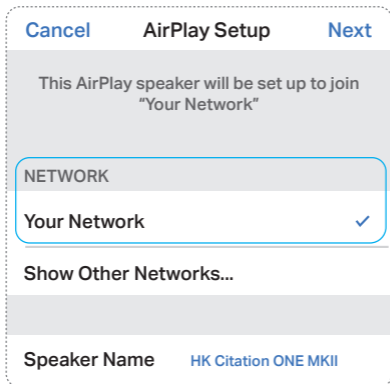 Cancel AirPlay Setup Next
This AirPlay speaker will be set up to join
"Your Network"
NETWORK
Your Network
Show Other Networks...
Speaker Name HK Citation ONE MKII